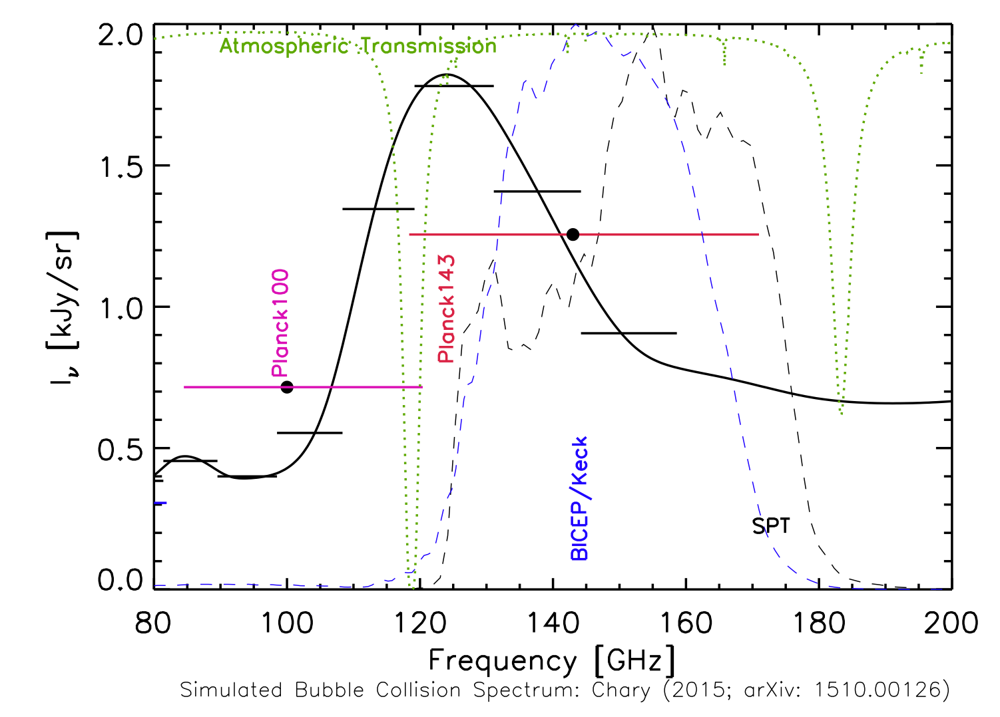 2.0
1.5
1.0
0.5
0.0
Iν [kJy/sr]
Atmospheric Transmission
Planck100
Planck143
BICEP/Keck
SPT
80 100 120 140 160 180 200
Frequency [GHz]
Simulated Bubble Collision Spectrum: Chary (2015; arXiv: 1510.00126)